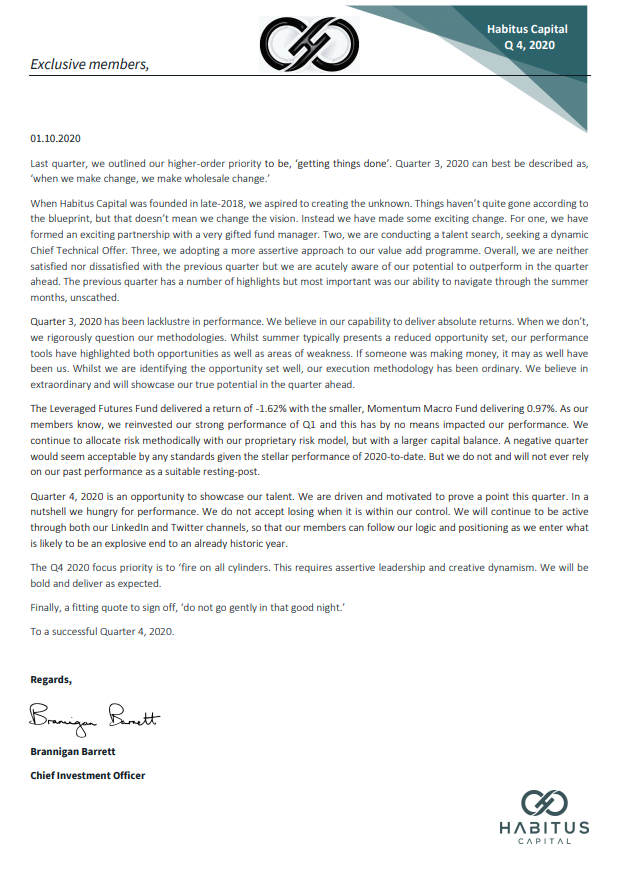 Habitus Capital
Q 4, 2020
Exclusive members,
01.10.2020
Last quarter, we outlined our higher-order priority to be, ‘getting things done’. Quarter 3, 2020 can best be described as,
‘when we make change, we make wholesale change.’
When Habitus Capital was founded in late-2018, we aspired to creating the unknown. Things haven’t quite gone according to
the blueprint, but that doesn’t mean we change the vision. Instead we have made some exciting change. For one, we have
formed an exciting partnership with a very gifted fund manager. Two, we are conducting a talent search, seeking a dynamic
Chief Technical Offer. Three, we adopting a more assertive approach to our value add programme. Overall, we are neither
satisfied nor dissatisfied with the previous quarter but we are acutely aware of our potential to outperform in the quarter
ahead. The previous quarter has a number of highlights but most important was our ability to navigate through the summer
months, unscathed.
Quarter 3, 2020 has been lacklustre in performance. We believe in our capability to deliver absolute returns. When we don’t,
we rigorously question our methodologies. Whilst summer typically presents a reduced opportunity set, our performance
tools have highlighted both opportunities as well as areas of weakness. If someone was making money, it may as well have
been us. Whilst we are identifying the opportunity set well, our execution methodology has been ordinary. We believe in
extraordinary and will showcase our true potential in the quarter ahead.
The Leveraged Futures Fund delivered a return of -1.62% with the smaller, Momentum Macro Fund delivering 0.97%. As our
members know, we reinvested our strong performance of Q1 and this has by no means impacted our performance. We
continue to allocate risk methodically with our proprietary risk model, but with a larger capital balance. A negative quarter
would seem acceptable by any standards given the stellar performance of 2020-to-date. But we do not and will not ever rely
on our past performance as a suitable resting-post.
Quarter 4, 2020 is an opportunity to showcase our talent. We are driven and motivated to prove a point this quarter. In a
nutshell we hungry for performance. We do not accept losing when it is within our control. We will continue to be active
through both our LinkedIn and Twitter channels, so that our members can follow our logic and positioning as we enter what
is likely to be an explosive end to an already historic year.
The Q4 2020 focus priority is to ‘fire on all cylinders. This requires assertive leadership and creative dynamism. We will be
bold and deliver as expected.
Finally, a fitting quote to sign off, ‘do not go gently in that good night.’
To a successful Quarter 4, 2020.
Regards,
Brannigan Barrett
Brannigan Barrett
Chief Investment Officer
HABITUS
CAPITAL